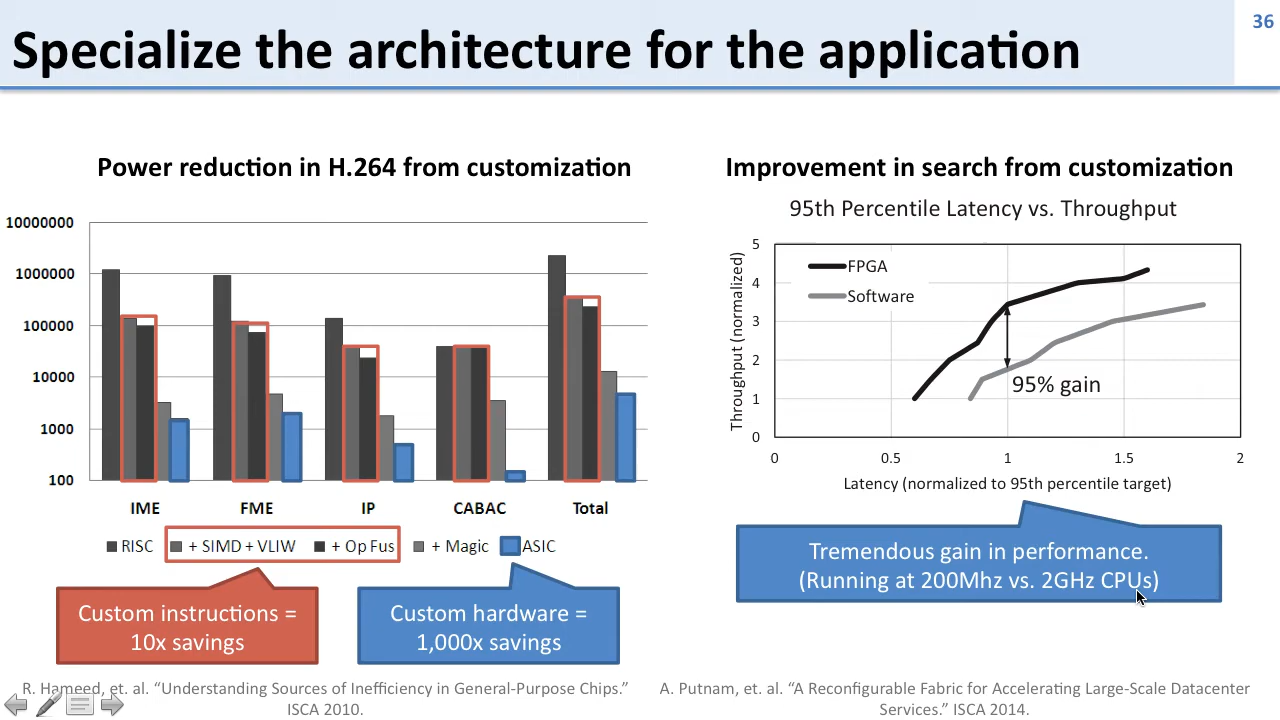 36
Specialize the architecture for the application
Power reduction in H.264 from customization
10000000
1000000
100000
10000
1000
100
IME FME IP CABAC Total
RISC + SIMD + VLIW + Op Fus + Magic ASIC
Custom instructions =
10x savings
Custom hardware =
1,000x savings
R. Hameed, et. al. “Understanding Sources of Inefficiency in General-Purpose Chips.”
ISCA 2010.
Improvement in search from customization
95th Percentile Latency vs. Throughput
Throughput (normalized)
5
4
3
2
1
0
FPGA
Software
95% gain
0 0.5 1 1.5 2
Latency (normalized to 95th percentile target)
Tremendous gain in performance.
(Running at 200Mhz vs. 2GHz CPUs)
A. Putnam, et. al. “A Reconfigurable Fabric for Accelerating Large-Scale Datacenter
Services.” ISCA 2014.